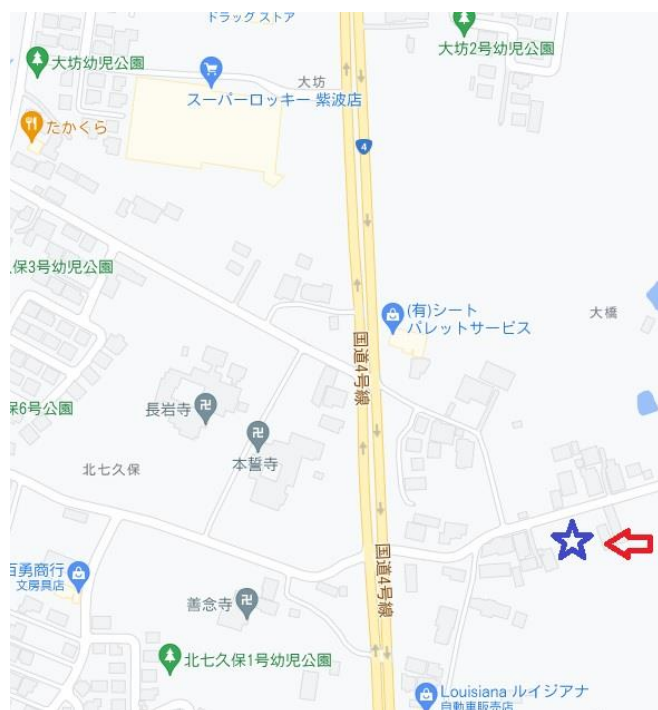 ドラッグ ストア
大坊2号幼児公園
大坊幼児公園
大坊
スーパーロッキー 紫波店
たかくら
4
保3号幼児公園
(有)シート
パレットサービス
大橋
国道4号線
長岩寺
保6号公園
本誓寺
北七久保
国道4号線
百勇商行
文房具店
善念寺
北七久保1号幼児公園
Louisiana ルイジアナ
自動車販売店